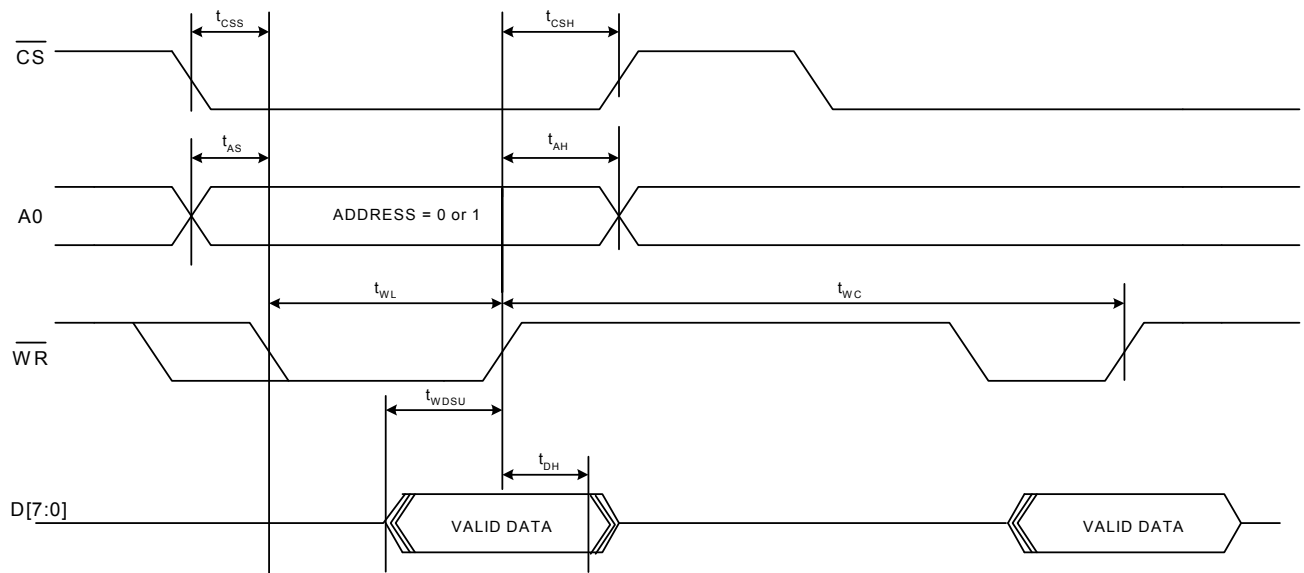 tCSS
tCSH
CS
tAS
tAH
A0
ADDRESS = 0 or 1
tWL
tWC
WR
tWDSU
tDH
D[7:0]
VALID DATA
VALID DATA